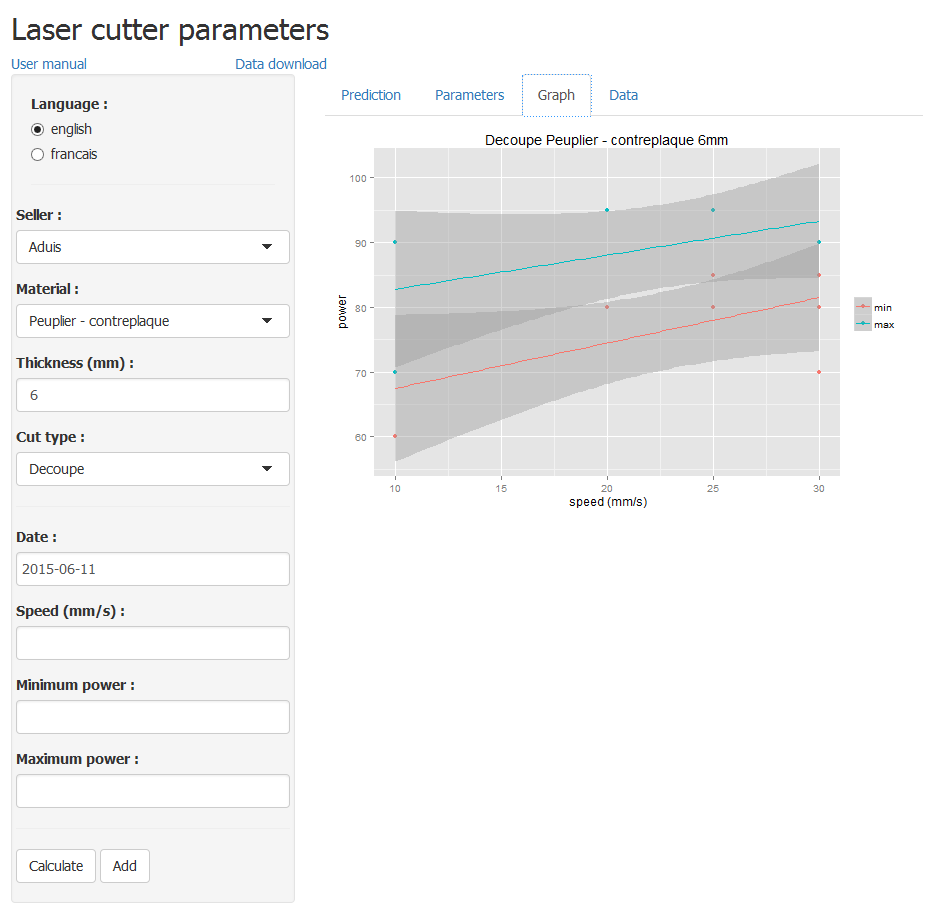 Laser cutter parameters
User manual
Data download
Language :
english
francais
Seller :
Aduis
Material :
Peuplier - contreplaque
Thickness (mm) :
6
Cut type :
Decoupe
Date :
2015-06-11
Speed (mm/s) :
Minimum power :
Maximum power :
Calculate
Add
Prediction
Parameters
Graph
Data
Decoupe Peuplier - contreplaque 6mm
power
100
90
80
70
60
10
15
20
25
30
speed (mm/s)
min
max